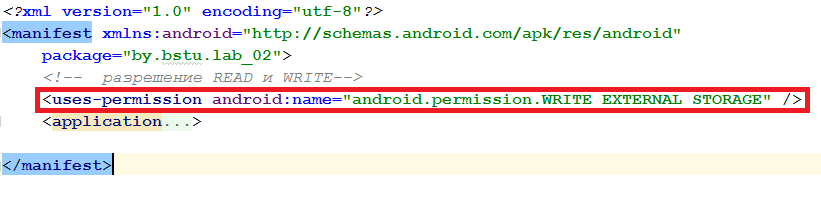 <?xml version="1.0" encoding="utf-8"?>
<manifest xmlns:android="http://schemas.android.com/apk/res/android"
package="by.bstu.lab_02">
<!--  разрешение READ и WRITE-->
<uses-permission android:name="android.permission.WRITE_EXTERNAL_STORAGE" />
<application...>
</manifest>